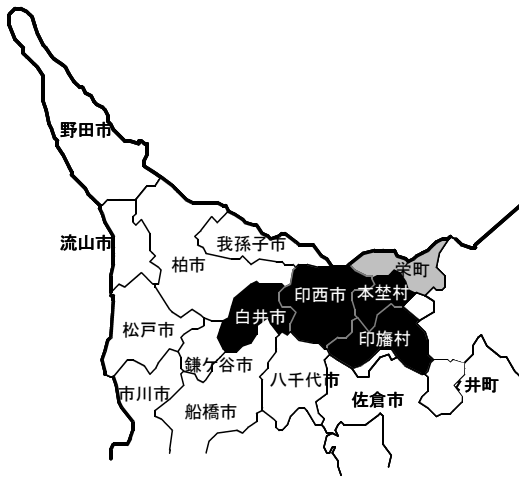 野田市
流山市
我孫子市
柏市
栄町
印西市
本埜村
白井市
松戸市
印旛村
鎌ケ谷市
八千代市
井町
市川市
佐倉市
船橋市